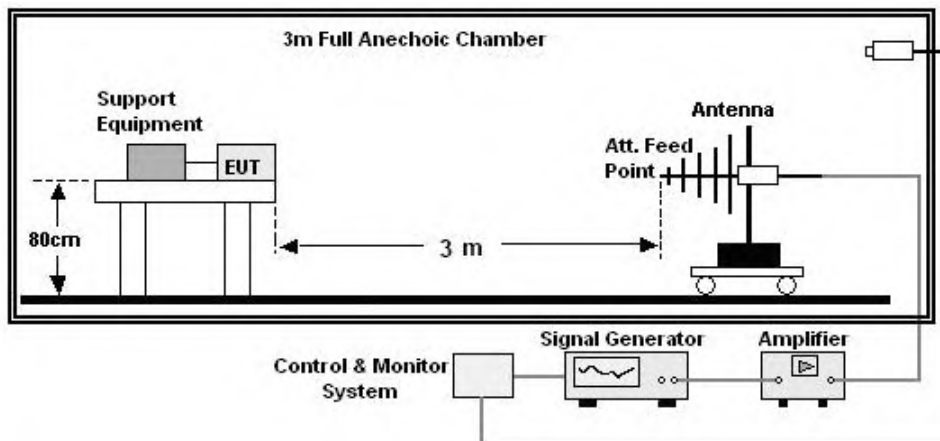 3m Full Anechoic Chamber
Support
Equipment
EUT
80cm
3 m
Antenna
Att. Feed
Point
Signal Generator
Amplifier
Control & Monitor
System